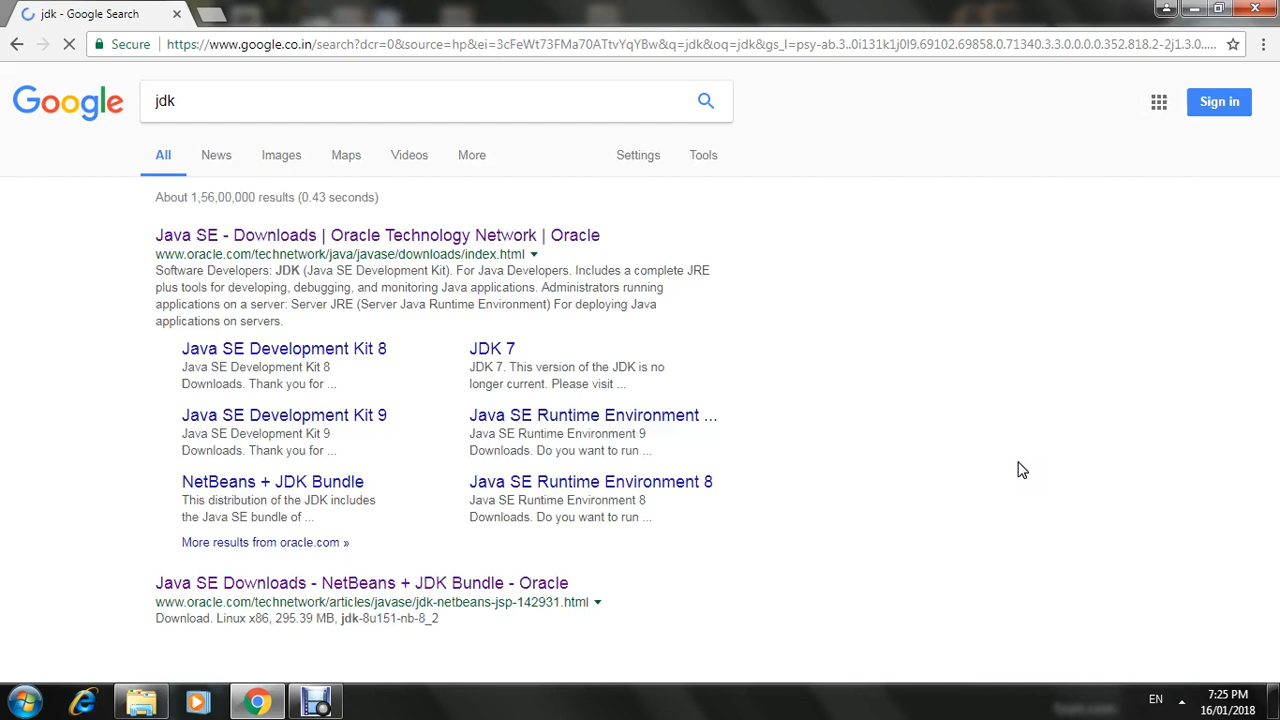 jdk - Google Search
Secure https://www.google.co.in/search?dcr=0&source=hp&ei=3cFeWt73FMa70ATtvYqYBw&q=jdk&oq=jdk&gs_l=psy-ab.3..0i131k1j0l9.69102.69858.0.71340.3.3.0.0.0.0.352.818.2-2j1.3.0....
Google jdk Sign in
All News Images Maps Videos More Settings Tools
About 1,56,00,000 results (0.43 seconds)
Java SE - Downloads | Oracle Technology Network | Oracle
www.oracle.com/technetwork/java/javase/downloads/index.html
Software Developers: JDK (Java SE Development Kit). For Java Developers. Includes a complete JRE
plus tools for developing, debugging, and monitoring Java applications. Administrators running
applications on a server: Server JRE (Server Java Runtime Environment) For deploying Java
applications on servers.
Java SE Development Kit 8
Java SE Development Kit 8
Downloads. Thank you for ...
JDK 7
JDK 7. This version of the JDK is no
longer current. Please visit ...
Java SE Development Kit 9
Java SE Development Kit 9
Downloads. Thank you for ...
Java SE Runtime Environment ...
Java SE Runtime Environment 9
Downloads. Do you want to run ...
NetBeans + JDK Bundle
This distribution of the JDK includes
the Java SE bundle of ...
Java SE Runtime Environment 8
Java SE Runtime Environment 8
Downloads. Do you want to run ...
More results from oracle.com »
Java SE Downloads - NetBeans + JDK Bundle - Oracle
www.oracle.com/technetwork/articles/javase/jdk-netbeans-jsp-142931.html
Download. Linux x86, 295.39 MB, jdk-8u151-nb-8_2
EN
7:25 PM
16/01/2018